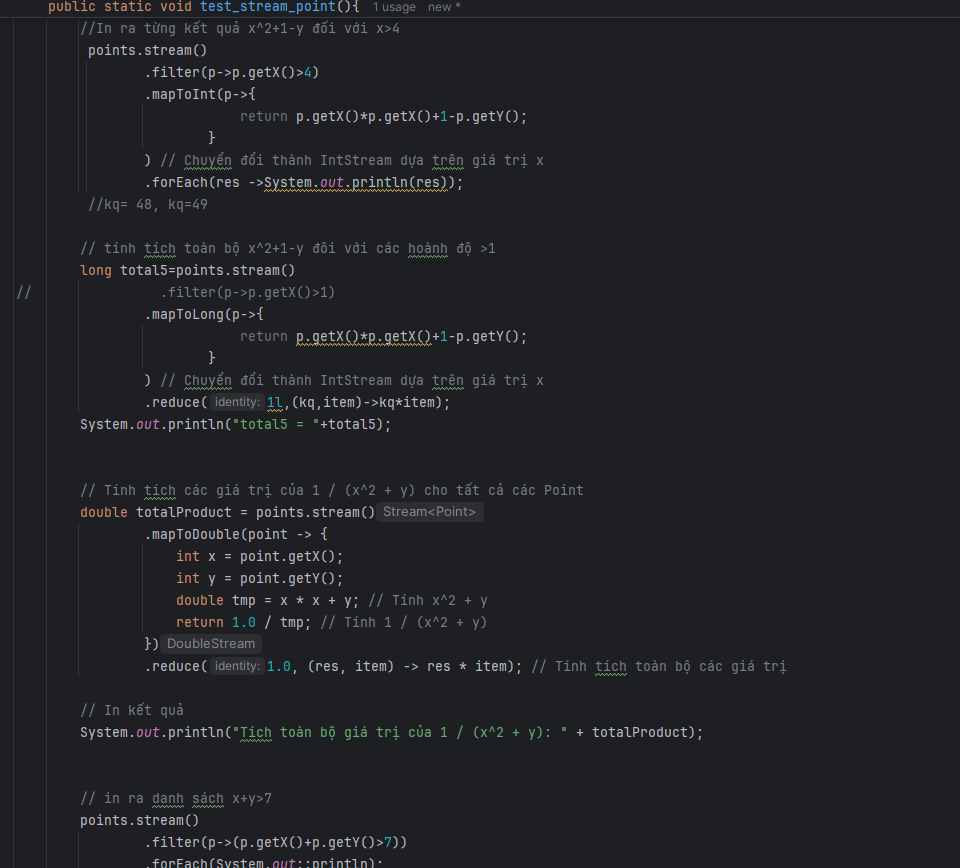 public static void test_stream_point(){ 1 usage new *
//In ra từng kết quả x^2+1-y đối với x>4
points.stream()
.filter(p->p.getX()>4)
.mapToInt(p->{
return p.getX()*p.getX()+1-p.getY();
}
) // Chuyển đổi thành IntStream dựa trên giá trị x
.forEach(res ->System.out.println(res));
//kq= 48, kq=49
// tính tích toàn bộ x^2+1-y đôi với các hoành độ >1
long total5=points.stream()
// .filter(p->p.getX()>1)
.mapToLong(p->{
return p.getX()*p.getX()+1-p.getY();
}
) // Chuyển đổi thành IntStream dựa trên giá trị x
.reduce( identity: 1l,(kq,item)->kq*item);
System.out.println("total5 = "+total5);
// Tính tích các giá trị của 1 / (x^2 + y) cho tất cả các Point
double totalProduct = points.stream() Stream<Point>
.mapToDouble(point -> {
int x = point.getX();
int y = point.getY();
double tmp = x * x + y; // Tính x^2 + y
return 1.0 / tmp; // Tính 1 / (x^2 + y)
}) DoubleStream
.reduce( identity: 1.0, (res, item) -> res * item); // Tính tích toàn bộ các giá trị
// In kết quả
System.out.println("Tích toàn bộ giá trị của 1 / (x^2 + y): " + totalProduct);
// in ra danh sách x+y>7
points.stream()
.filter(p->(p.getX()+p.getY()>7))
.forEach(System.out::println);